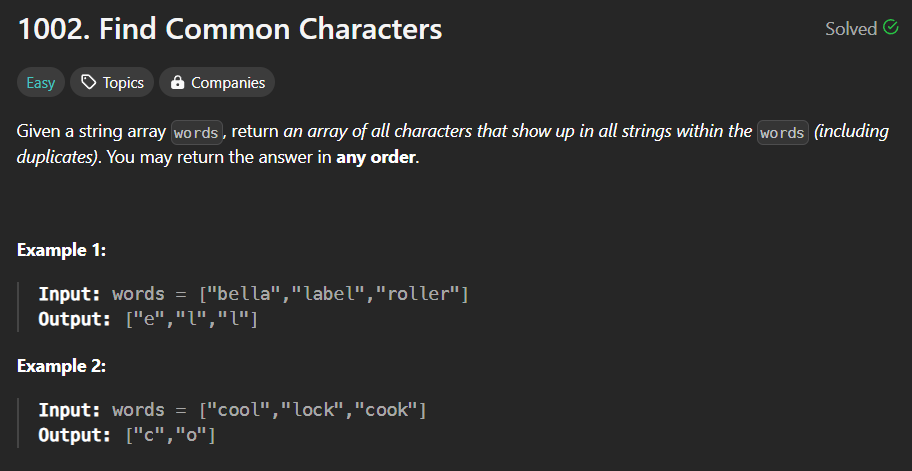 1002. Find Common Characters
Solved
Easy Topics Companies
Given a string array words, return an array of all characters that show up in all strings within the words (including
duplicates). You may return the answer in any order.
Example 1:
Input: words = ["bella","label","roller"]
Output: ["e","l","l"]
Example 2:
Input: words = ["cool","lock","cook"]
Output: ["c","o"]